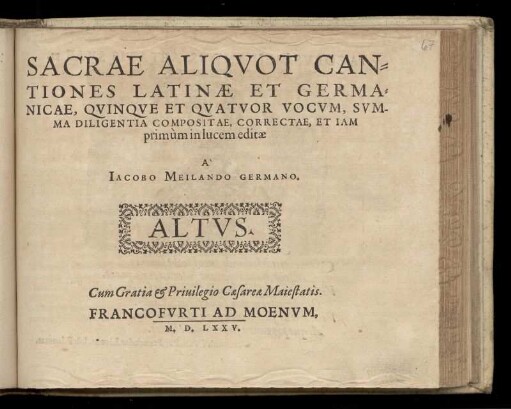 67
SACRAE ALIQVOT CAN=
TIONES LATINÆ ET GERMA-
NICAE, QVINQVE ET QVATVOR VOCVM, SVM-
MA DILIGENTIA COMPOSITAE, CORRECTAE, ET IAM
primùm in lucem editæ
A'
IACOBO MEILANDO GERMANO.
ALTVS.
Cum Gratia & Priuilegio Cæsareæ Maiestatis.
FRANCOFVRTI AD MOENVM,
M. D. LXXV.